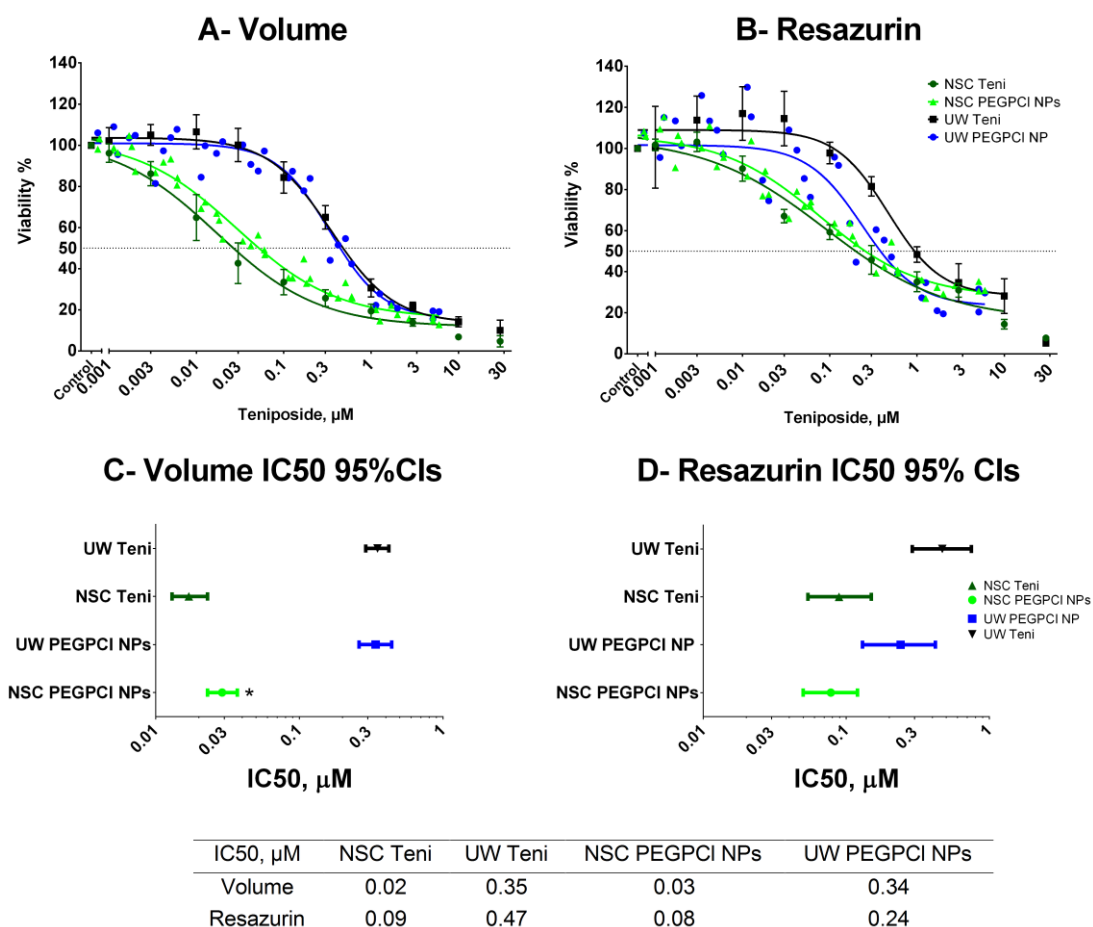 A- Volume
140
120
100
80
60
50
40
20
0
Viability %
Control
0.001
0.003
0.01
0.03
0.1
0.3
1
3
10
30
Teniposide, µM
B- Resazurin
140
120
100
80
60
50
40
20
0
Viability %
Control
0.001
0.003
0.01
0.03
0.1
0.3
1
3
10
30
Teniposide, µM
NSC Teni
NSC PEGPCl NPs
UW Teni
UW PEGPCl NP
C- Volume IC50 95%CIs
UW Teni
NSC Teni
UW PEGPCl NPs
NSC PEGPCl NPs
*
0.01
0.03
0.1
0.3
1
IC50, µM
D- Resazurin IC50 95% CIs
UW Teni
NSC Teni
UW PEGPCl NP
NSC PEGPCl NPs
0.01
0.03
0.1
0.3
1
IC50, µM
NSC Teni
NSC PEGPCl NPs
UW PEGPCl NP
UW Teni
IC50, µM NSC Teni UW Teni NSC PEGPCl NPs UW PEGPCl NPs
Volume 0.02 0.35 0.03 0.34
Resazurin 0.09 0.47 0.08 0.24